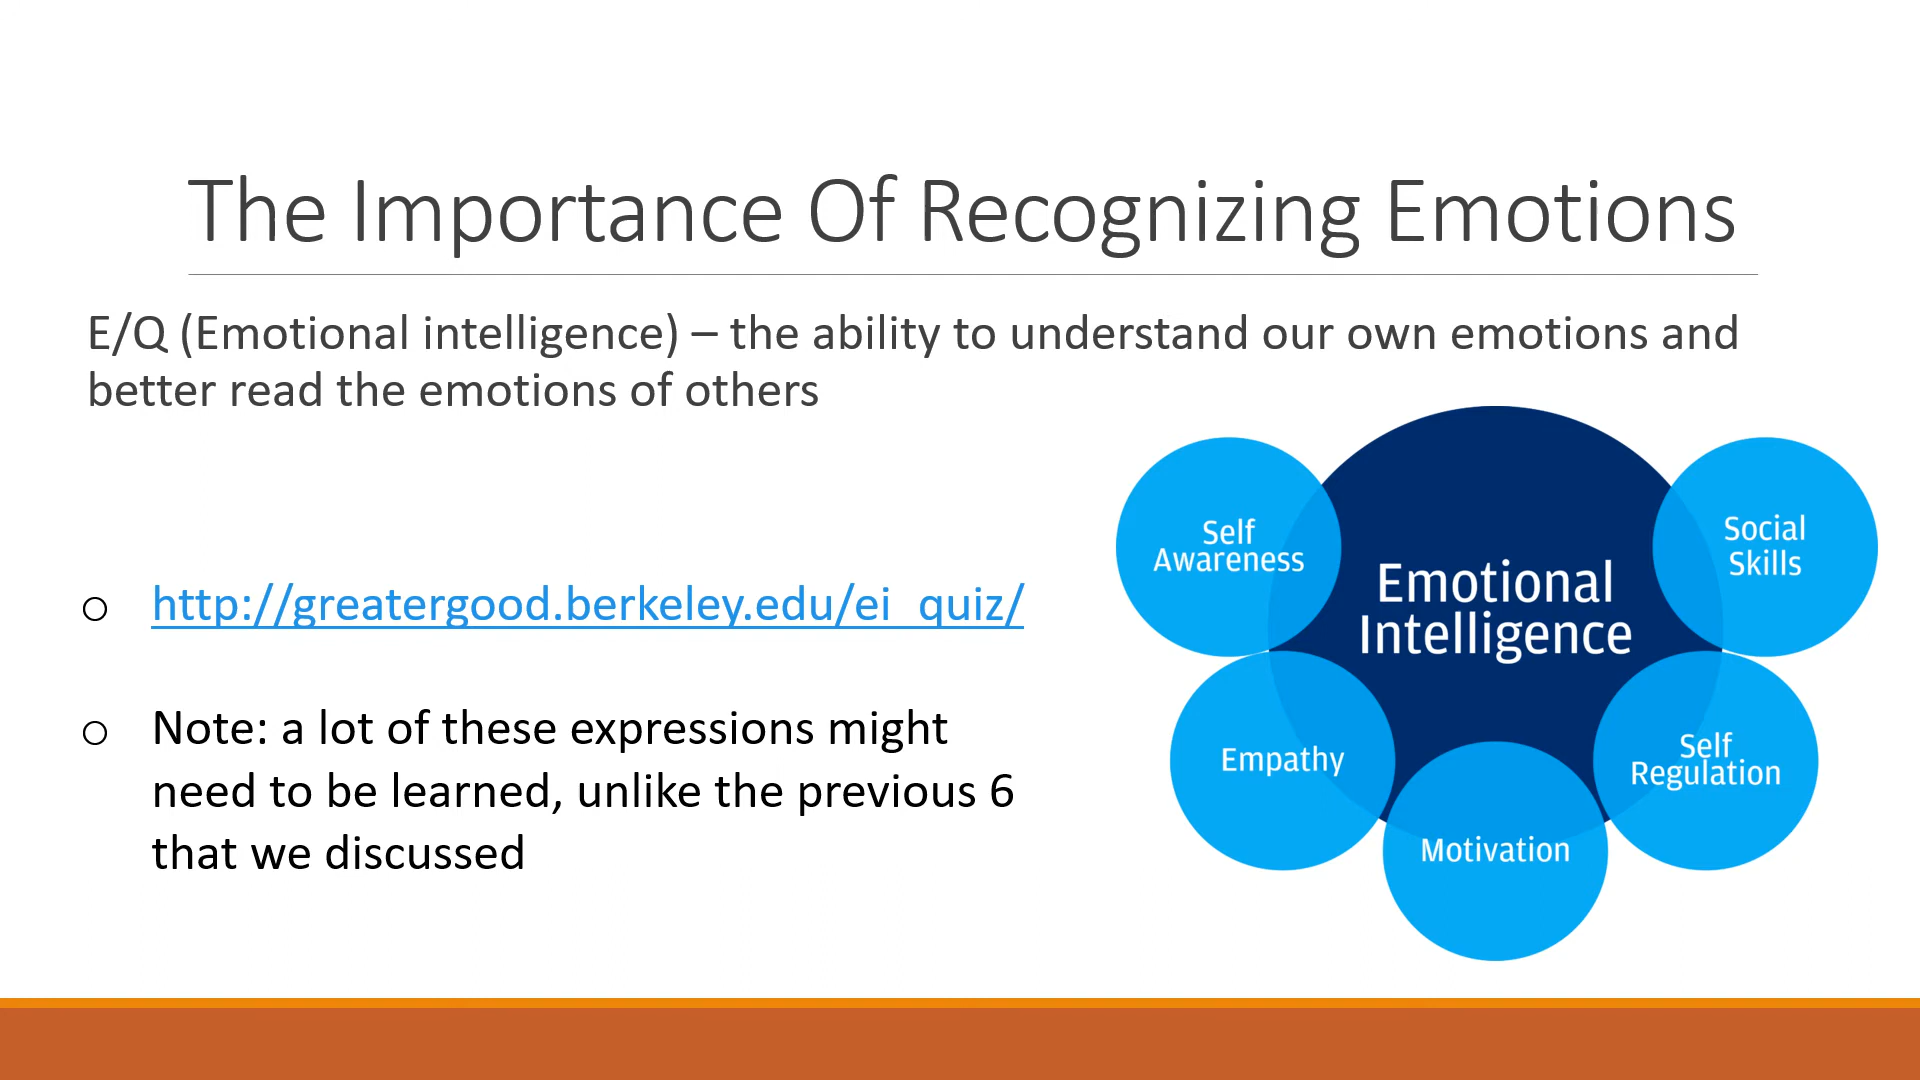 The Importance Of Recognizing Emotions
E/Q (Emotional intelligence) – the ability to understand our own emotions and
better read the emotions of others
http://greatergood.berkeley.edu/ei_quiz/
Note: a lot of these expressions might
need to be learned, unlike the previous 6
that we discussed
Self
Awareness
Social
Skills
Emotional
Intelligence
Empathy
Self
Regulation
Motivation